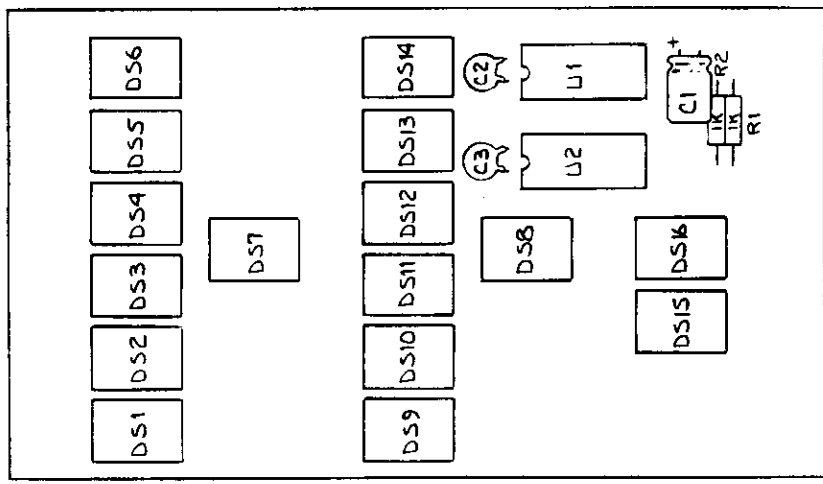 DS6
DS5
DS4
DS3
DS2
DS1
DS7
DS14
DS13
DS12
DS11
DS10
DS9
C2
C3
U1
U2
DS8
DS16
DS15
+
C1
R2
1K
1K
R1